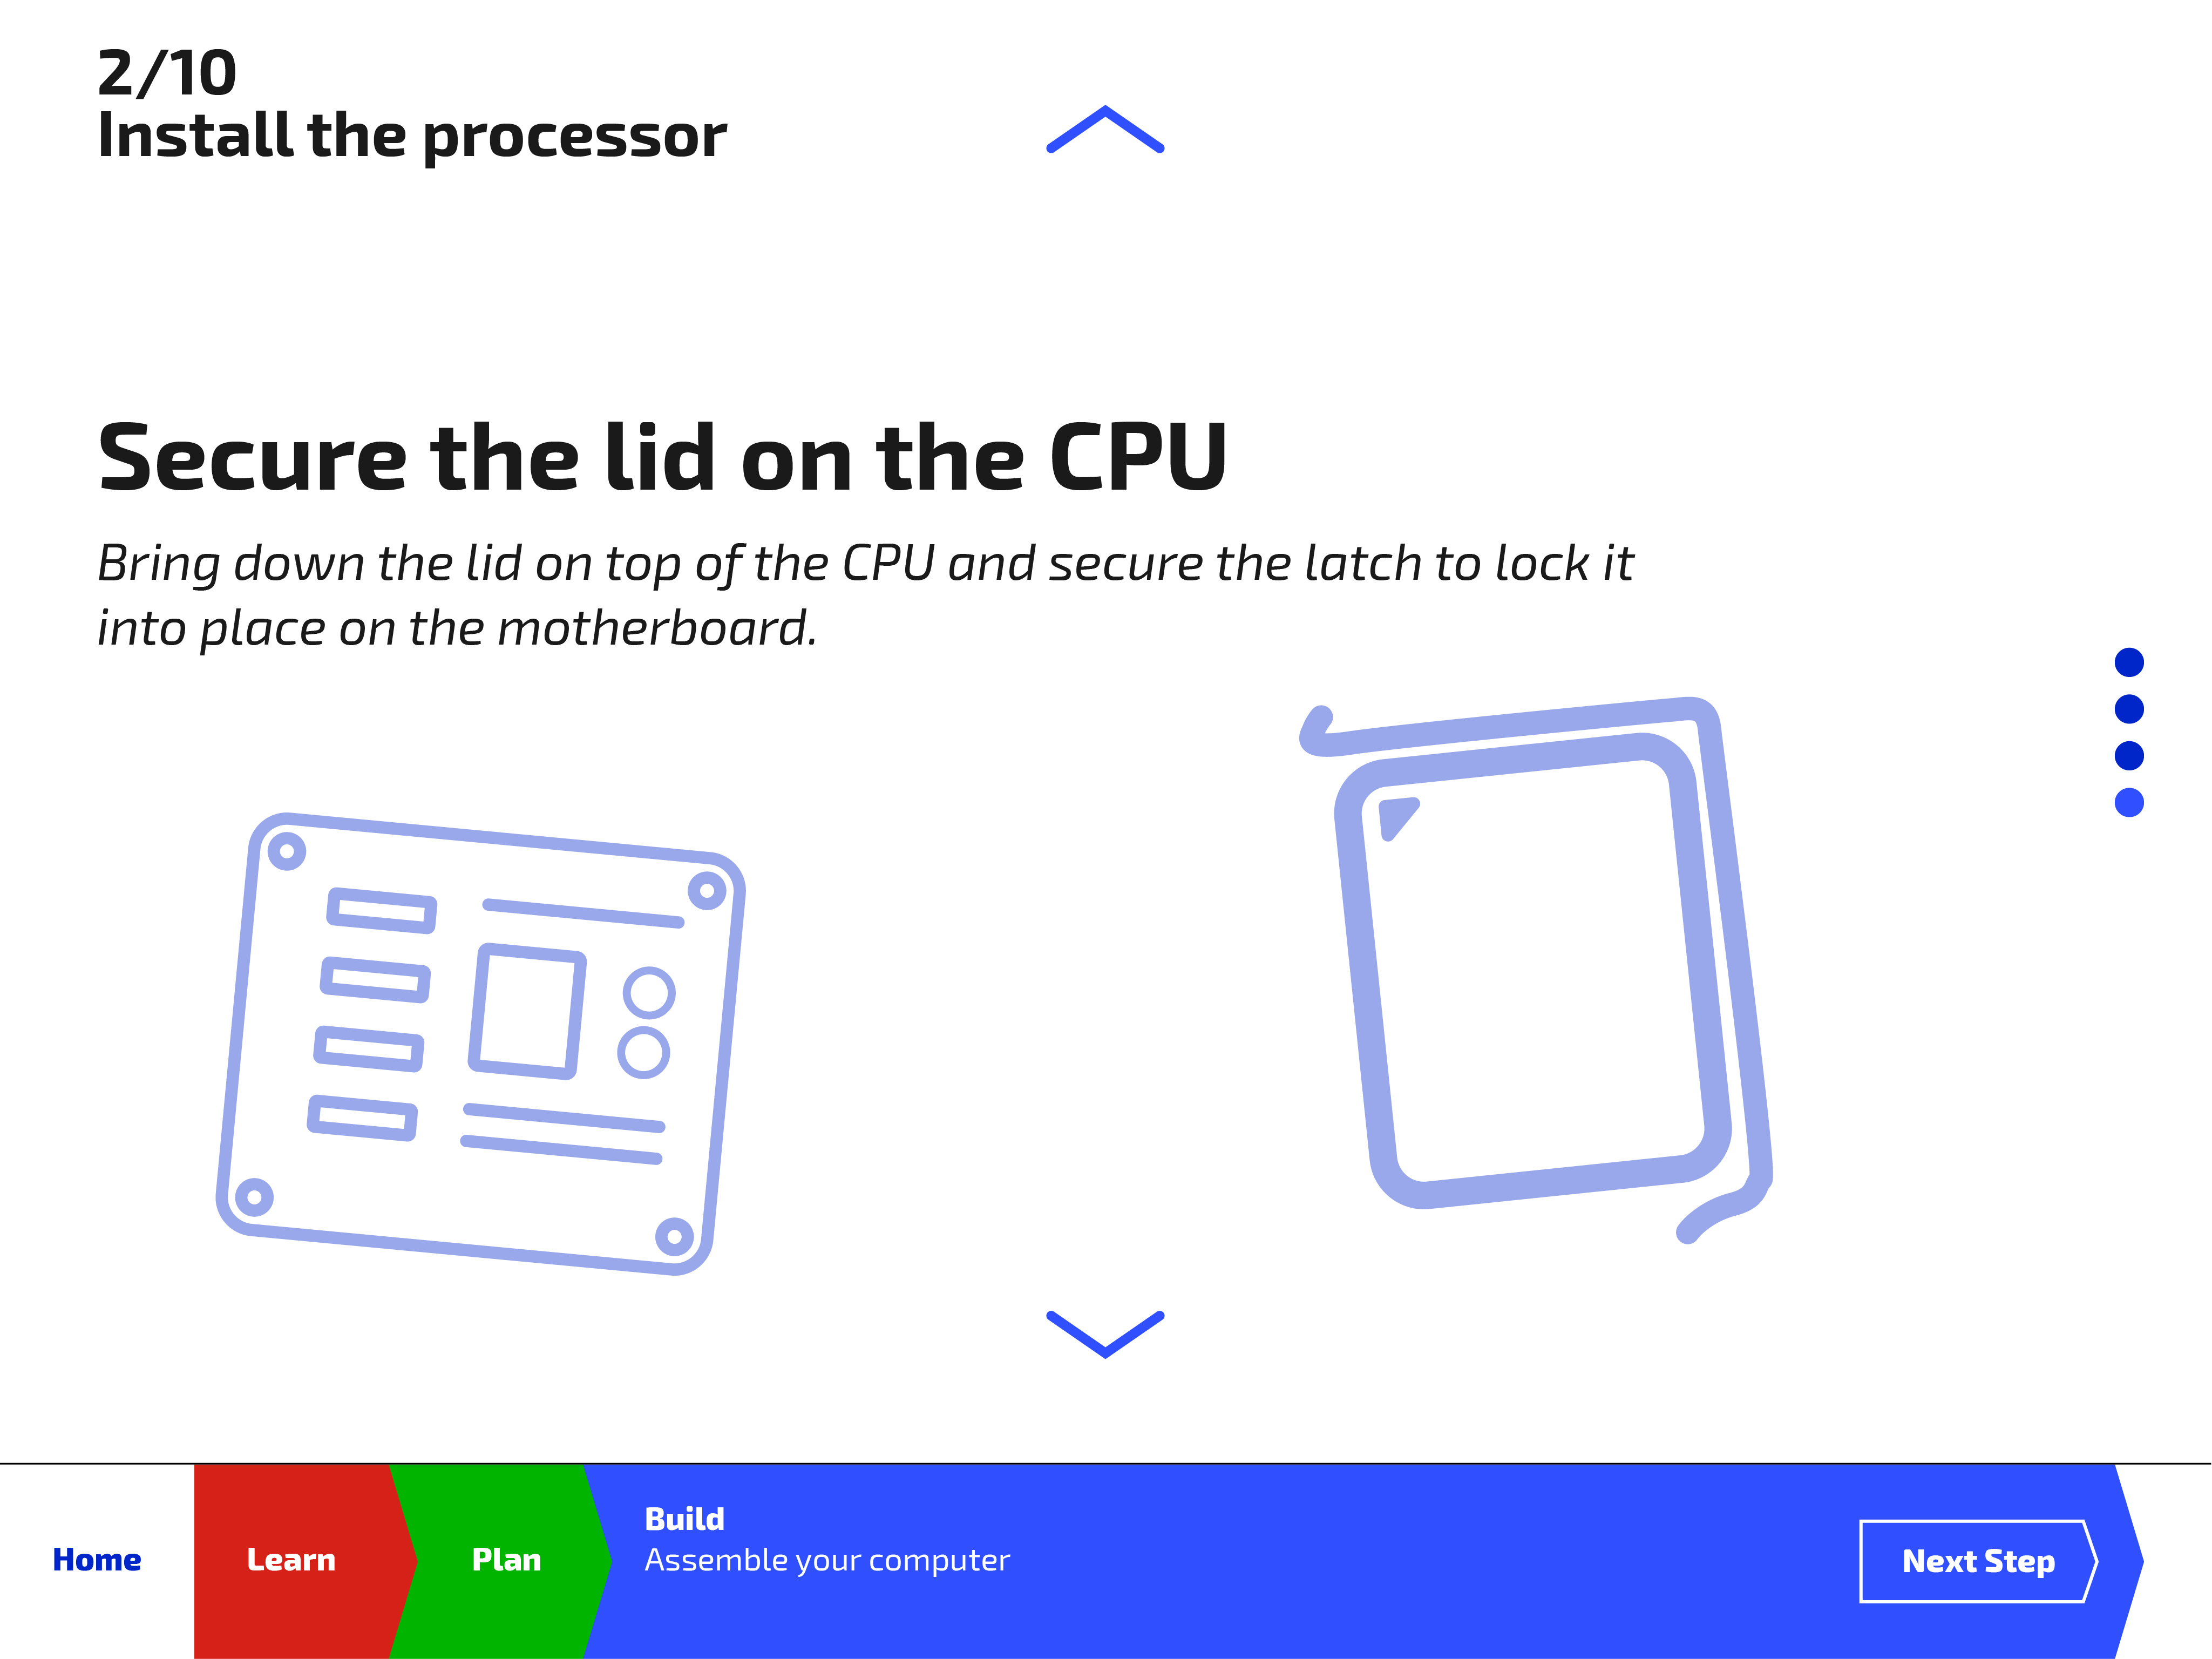 2/10
Install the processor
Secure the lid on the CPU
Bring down the lid on top of the CPU and secure the latch to lock it
into place on the motherboard.
Home
Learn
Plan
Build
Assemble your computer
Next Step